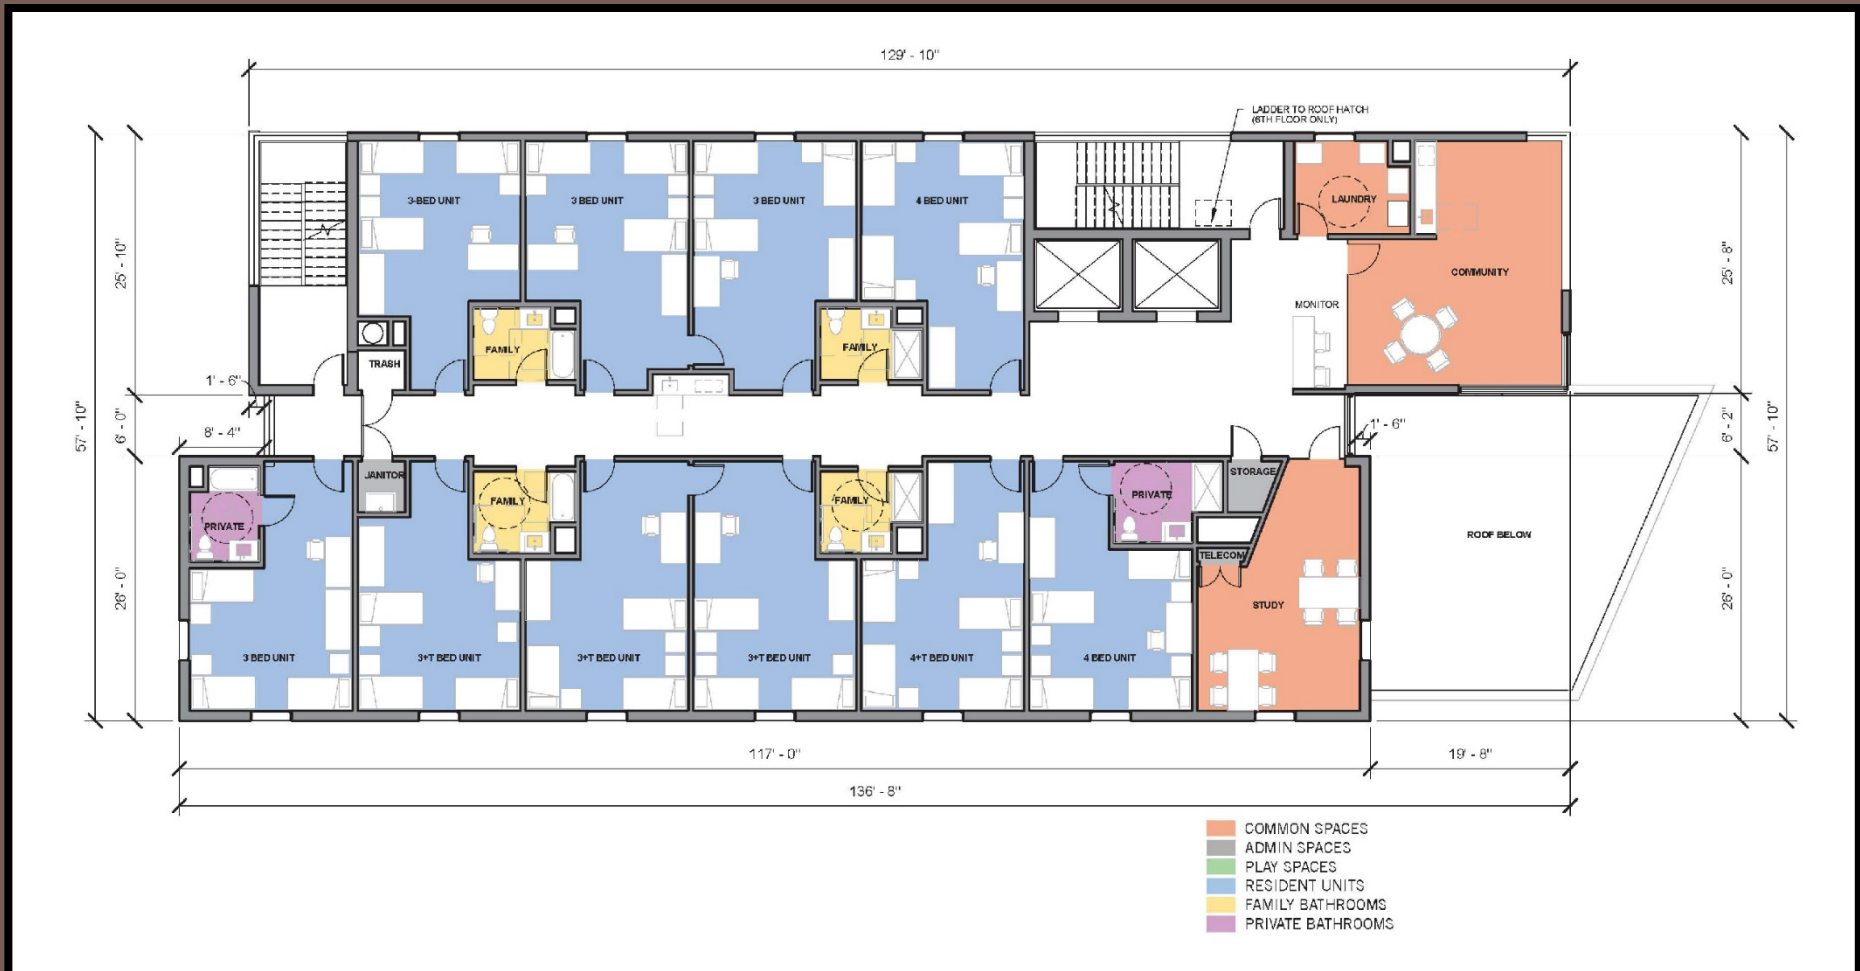 129' - 10"
LADDER TO ROOF HATCH
(6TH FLOOR ONLY)
3-BED UNIT
3 BED UNIT
3 BED UNIT
4 BED UNIT
LAUNDRY
COMMUNITY
MONITOR
25' - 10"
25' - 8"
FAMILY
FAMILY
TRASH
1' - 6"
57' - 10"
6' - 0"
8' - 4"
1' - 6"
6' - 2"
57' - 10"
JANITOR
STORAGE
PRIVATE
FAMILY
FAMILY
PRIVATE
ROOF BELOW
TELECOM
STUDY
26' - 0"
26' - 0"
3 BED UNIT
3+T BED UNIT
3+T BED UNIT
3+T BED UNIT
4+T BED UNIT
4 BED UNIT
117' - 0"
19' - 8"
136' - 8"
COMMON SPACES
ADMIN SPACES
PLAY SPACES
RESIDENT UNITS
FAMILY BATHROOMS
PRIVATE BATHROOMS